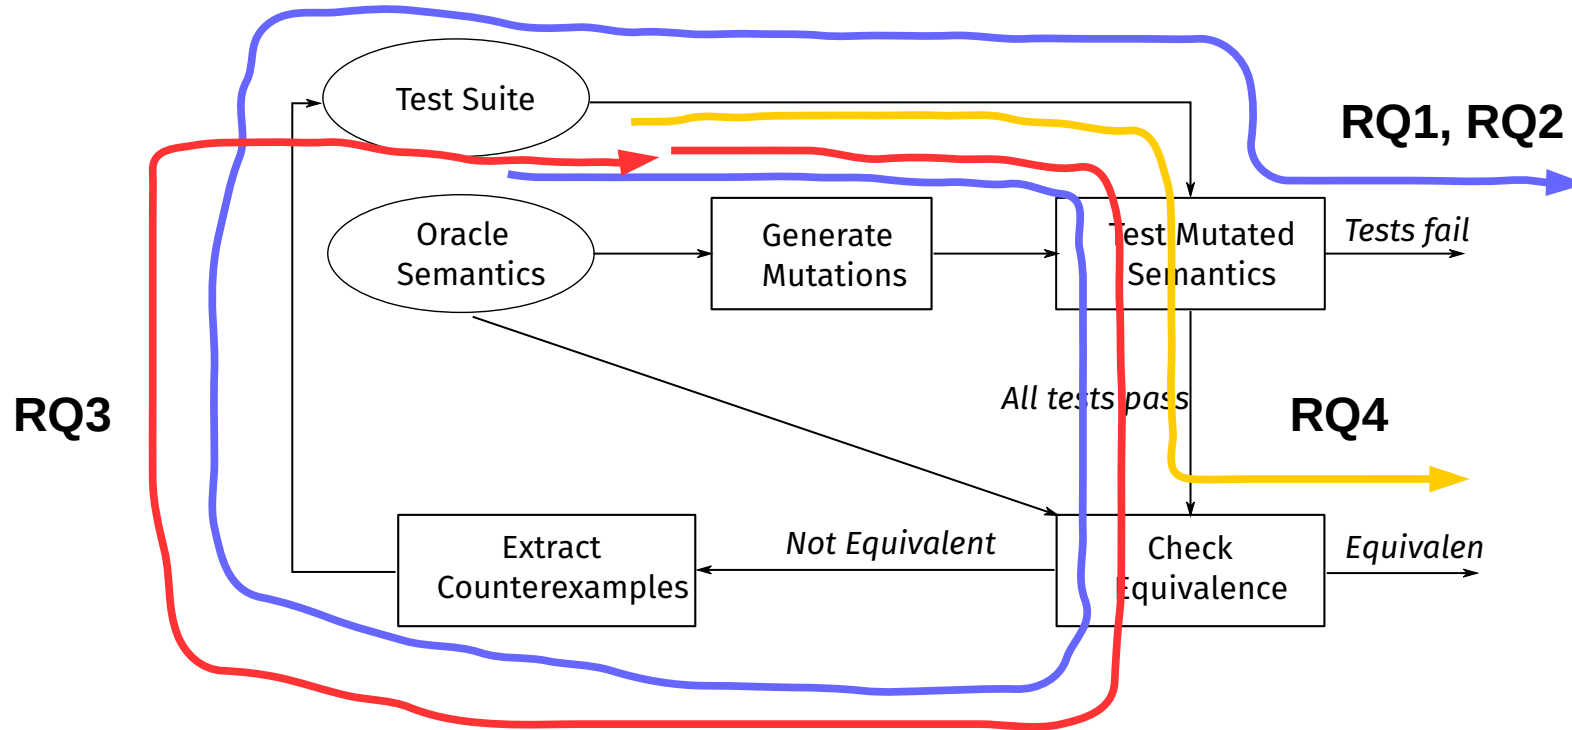 Test Suite
RQ1, RQ2
Oracle
Semantics
Generate
Mutations
Test Mutated
Semantics
Tests fail
All tests pass
RQ3
RQ4
Extract
Counterexamples
Not Equivalent
Check
Equivalence
Equivalen